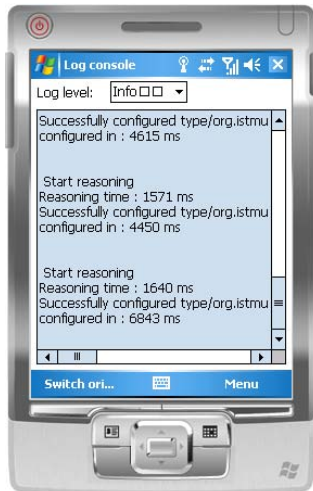 Log console
Log level: Info□□
Successfully configured type/org.istmu
configured in : 4615 ms
Start reasoning
Reasoning time : 1571 ms
Successfully configured type/org.istmu
configured in : 4450 ms
Start reasoning
Reasoning time : 1640 ms
Successfully configured type/org.istmu
configured in : 6843 ms
Switch ori... Menu